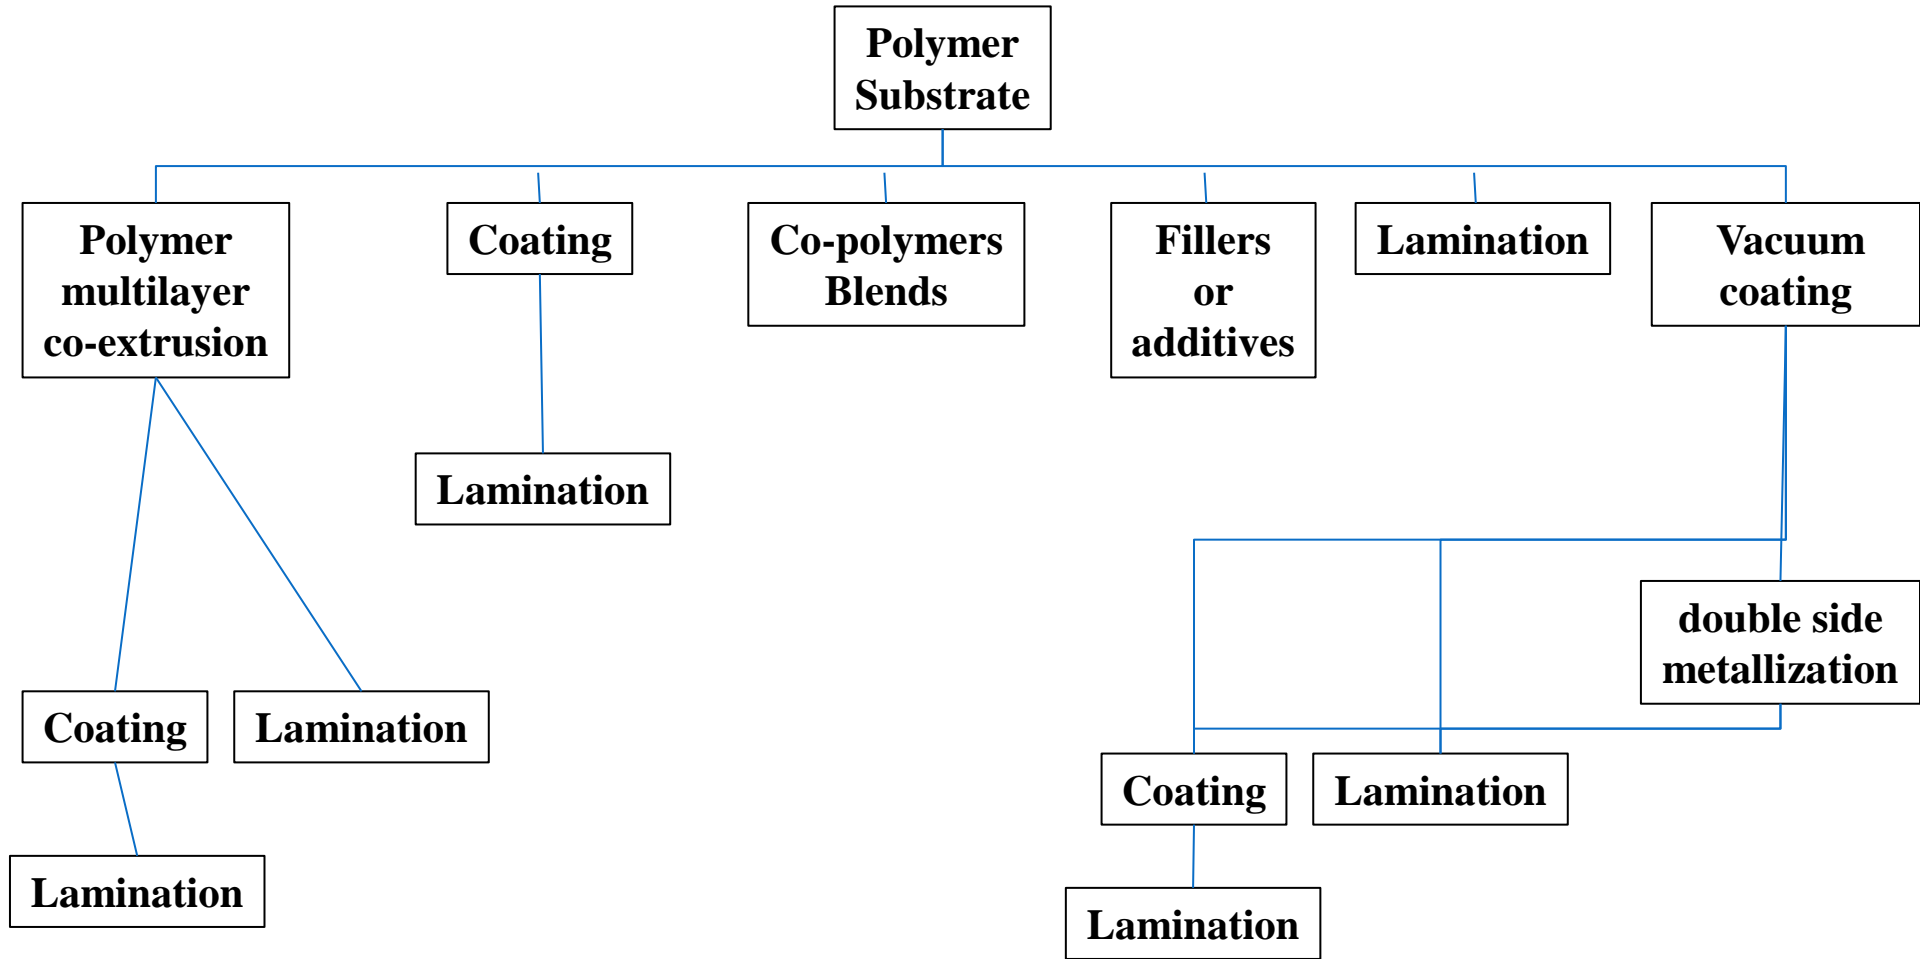 Polymer
Substrate
Polymer
multilayer
co-extrusion
Coating
Co-polymers
Blends
Fillers
or
additives
Lamination
Vacuum
coating
Lamination
double side
metallization
Coating
Lamination
Coating
Lamination
Lamination
Lamination